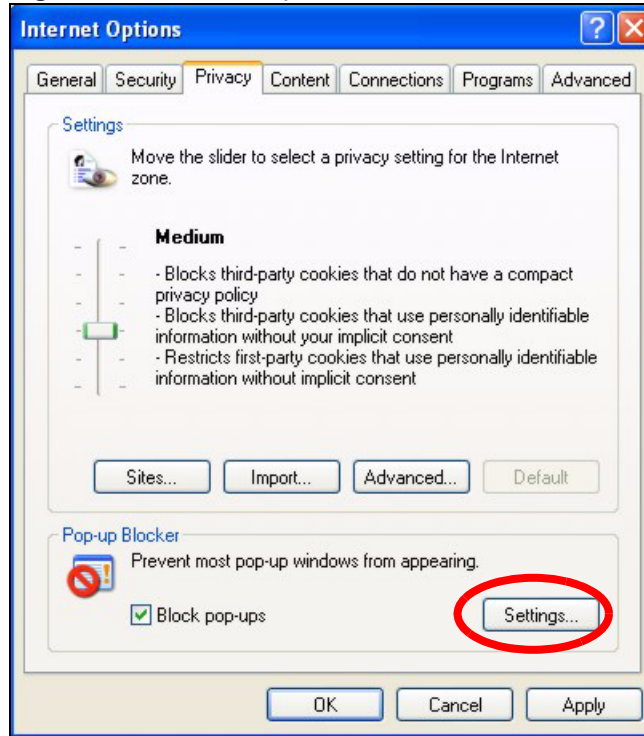 Internet Options
General Security Privacy Content Connections Programs Advanced
Settings
Move the slider to select a privacy setting for the Internet
zone.
Medium
- Blocks third-party cookies that do not have a compact
privacy policy
- Blocks third-party cookies that use personally identifiable
information without your implicit consent
- Restricts first-party cookies that use personally identifiable
information without implicit consent
Sites... Import... Advanced... Default
Pop-up Blocker
Prevent most pop-up windows from appearing.
Block pop-ups Settings...
OK Cancel Apply